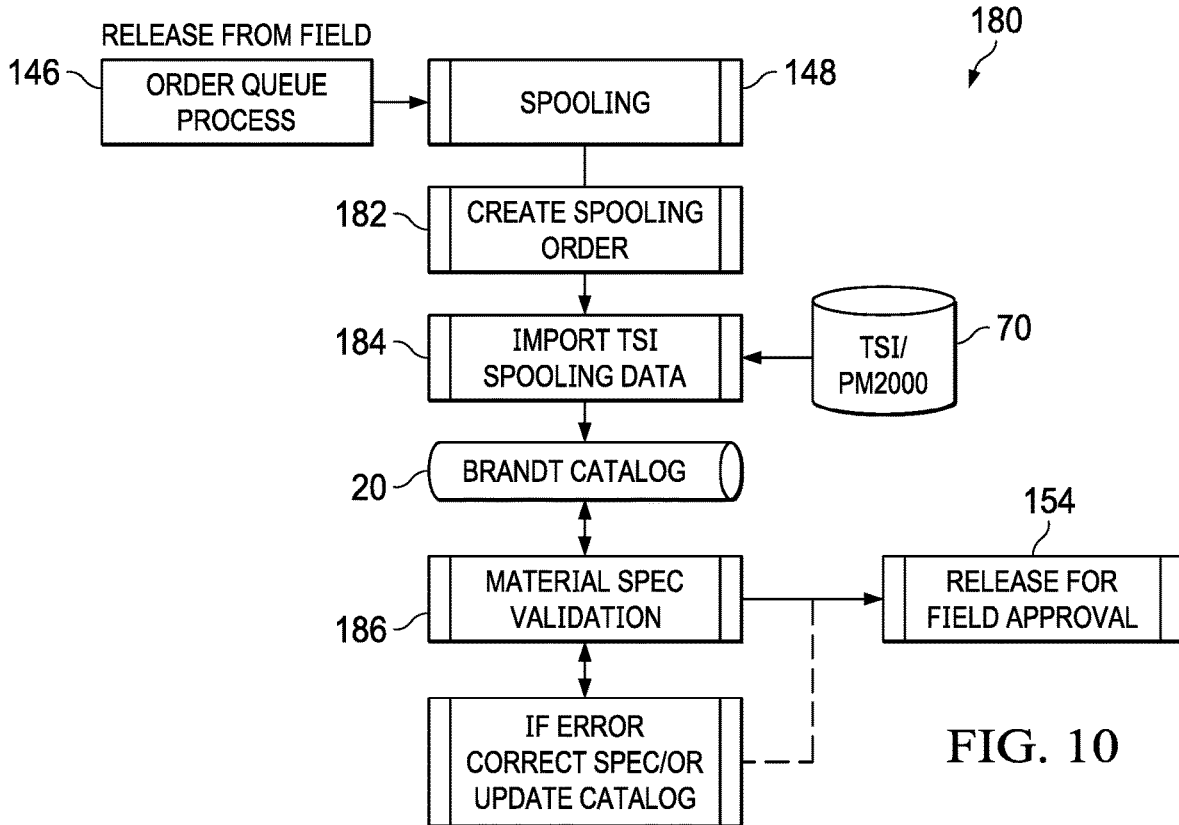 RELEASE FROM FIELD
180
146
ORDER QUEUE
PROCESS
SPOOLING
148
182
CREATE SPOOLING
ORDER
184
IMPORT TSI
SPOOLING DATA
TSI/
PM2000
70
20
BRANDT CATALOG
154
186
MATERIAL SPEC
VALIDATION
RELEASE FOR
FIELD APPROVAL
IF ERROR
CORRECT SPEC/OR
UPDATE CATALOG
FIG. 10